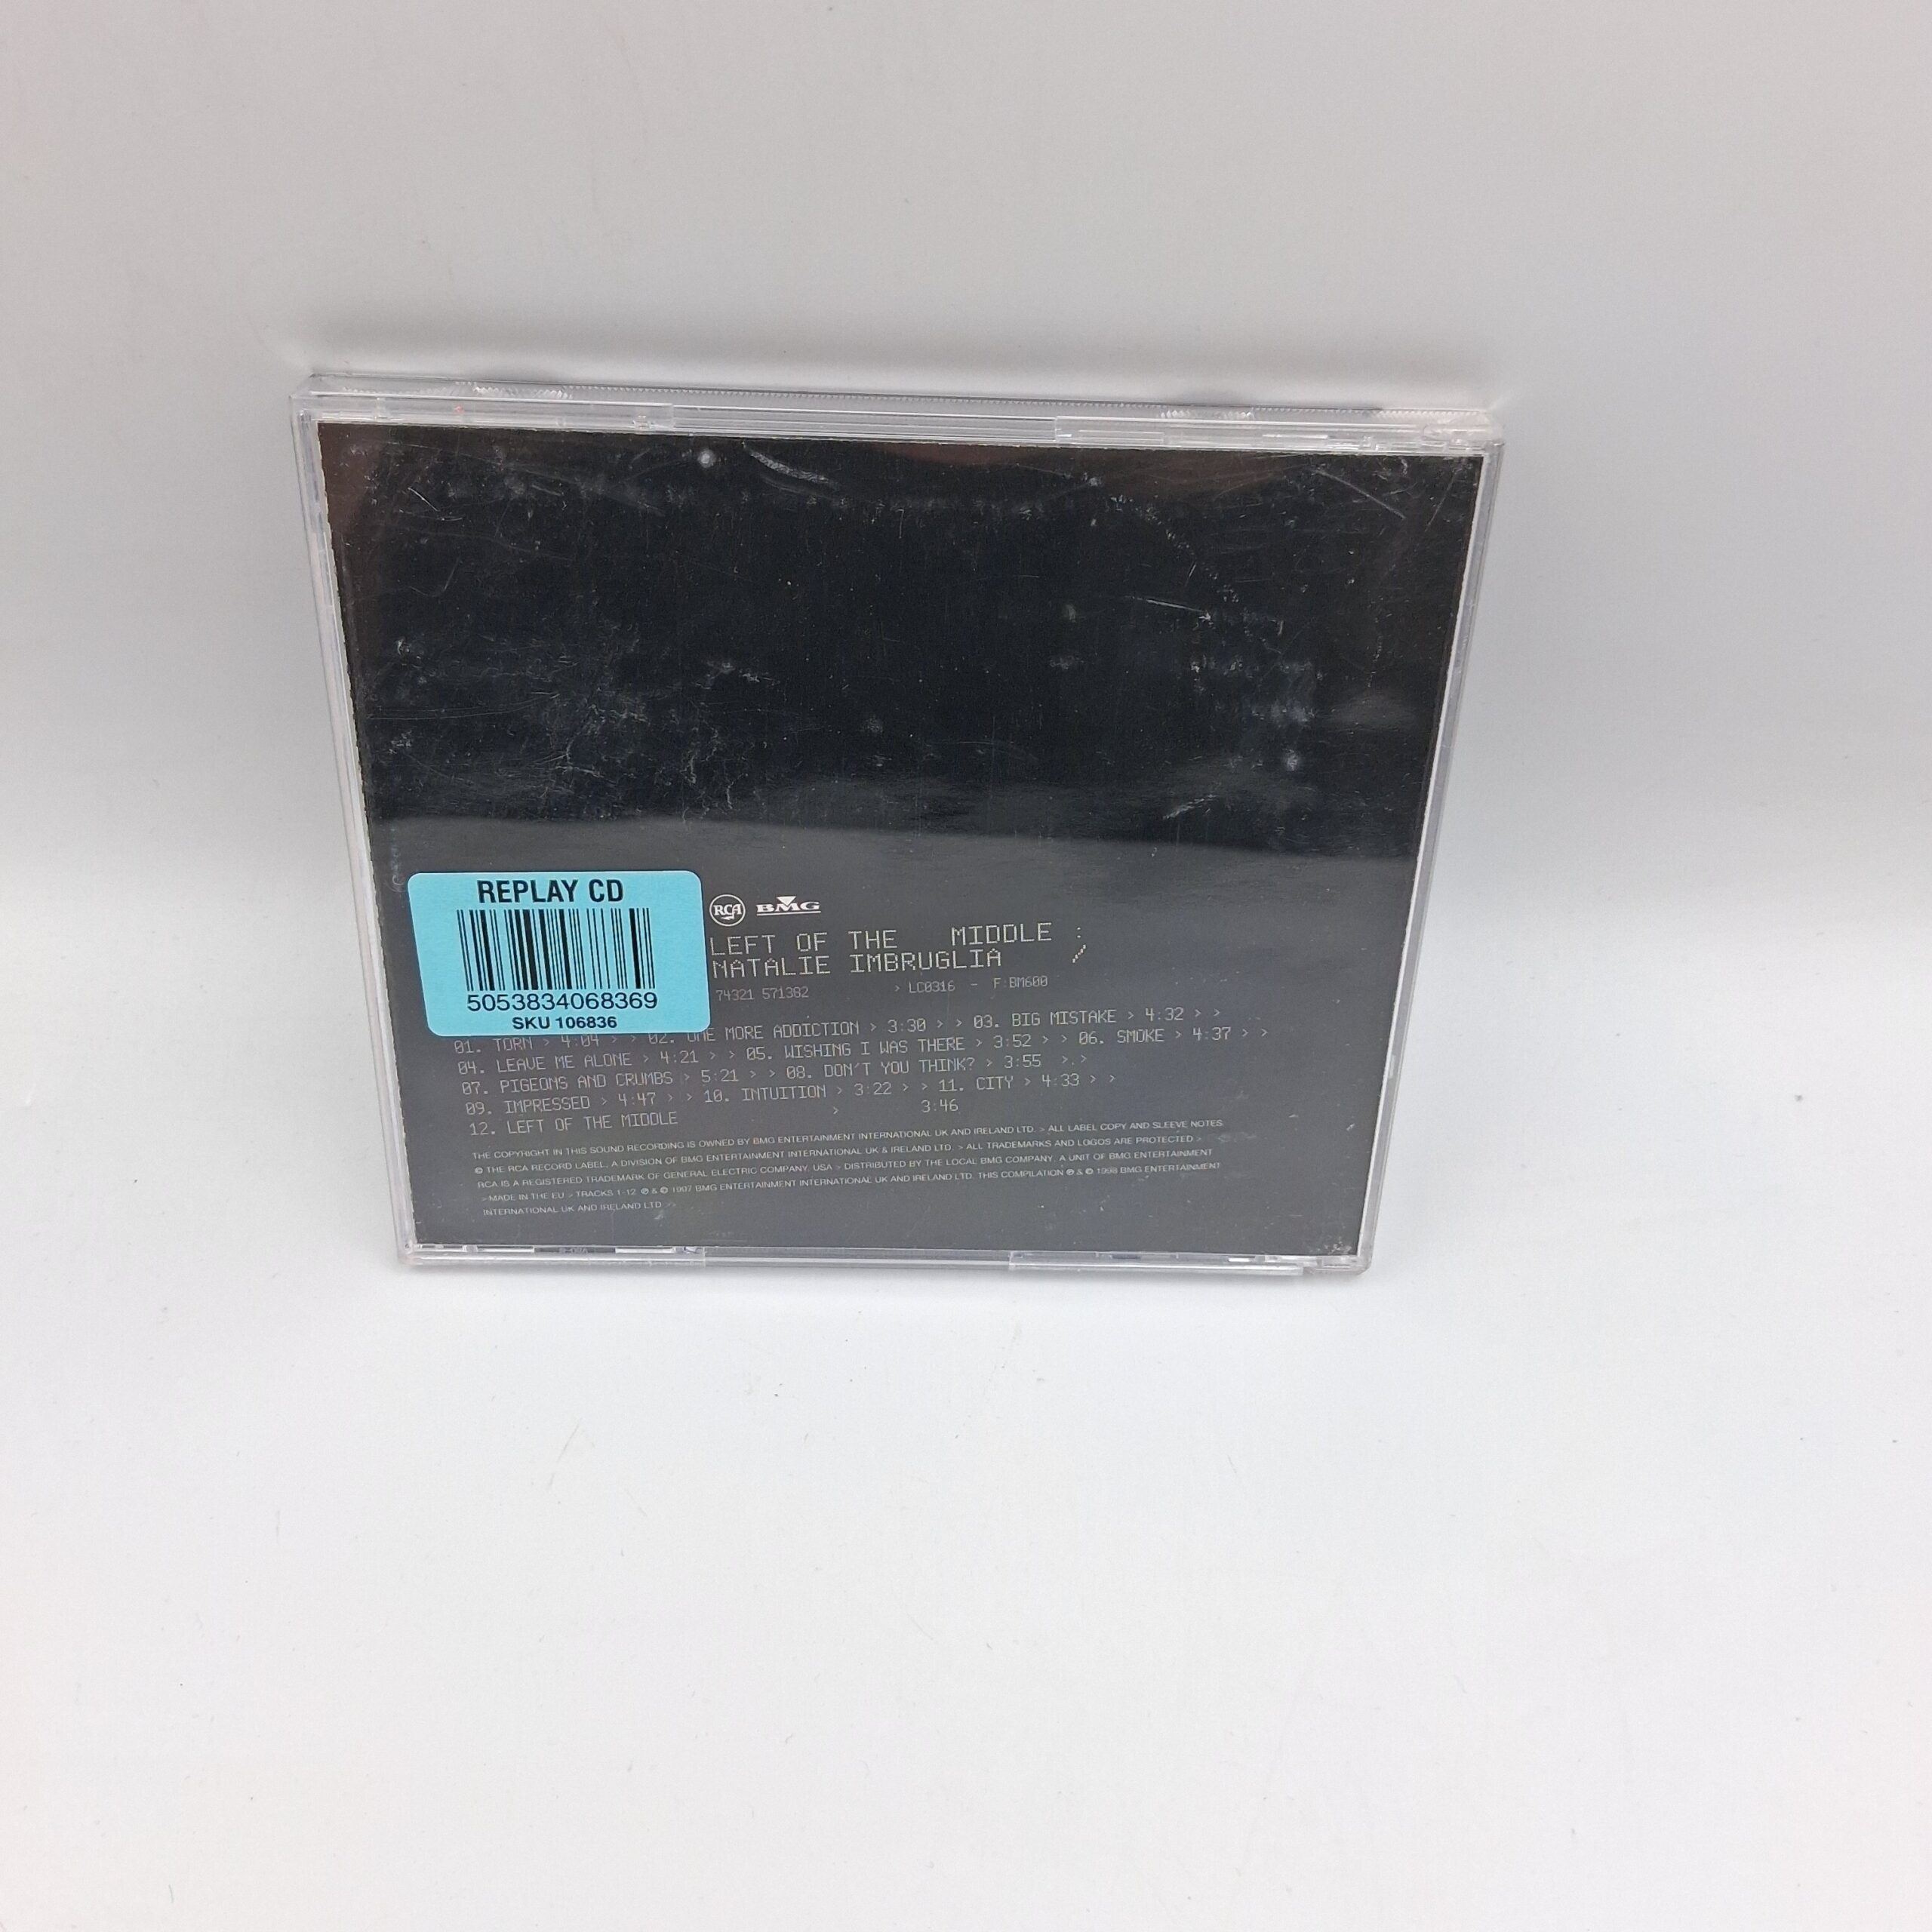 REPLAY CD
5053834068369
SKU 106836
RCA BMG
LEFT OF THE MIDDLE :
NATALIE IMBRUGLIA /
74321 571382 > LC0316 - F:BM600
01. TORN > 4:04 > > 02. ONE MORE ADDICTION > 3:30 > > 03. BIG MISTAKE > 4:32 > >
04. LEAVE ME ALONE > 4:21 > > 05. WISHING I WAS THERE > 3:52 > > 06. SMOKE > 4:37 > >
07. PIGEONS AND CRUMBS > 5:21 > > 08. DON'T YOU THINK? > 3:55 > >
09. IMPRESSED > 4:47 > > 10. INTUITION > 3:22 > > 11. CITY > 4:33 > >
12. LEFT OF THE MIDDLE > 3:46
THE COPYRIGHT IN THIS SOUND RECORDING IS OWNED BY BMG ENTERTAINMENT INTERNATIONAL UK AND IRELAND LTD. > ALL LABEL COPY AND SLEEVE NOTES
© THE RCA RECORD LABEL, A DIVISION OF BMG ENTERTAINMENT INTERNATIONAL UK & IRELAND LTD. > ALL TRADEMARKS AND LOGOS ARE PROTECTED >
RCA IS A REGISTERED TRADEMARK OF GENERAL ELECTRIC COMPANY, USA > DISTRIBUTED BY THE LOCAL BMG COMPANY. A UNIT OF BMG ENTERTAINMENT
> MADE IN THE EU > TRACKS 1-12 ℗ & © 1997 BMG ENTERTAINMENT INTERNATIONAL UK AND IRELAND LTD. THIS COMPILATION ℗ & © 1998 BMG ENTERTAINMENT
INTERNATIONAL UK AND IRELAND LTD